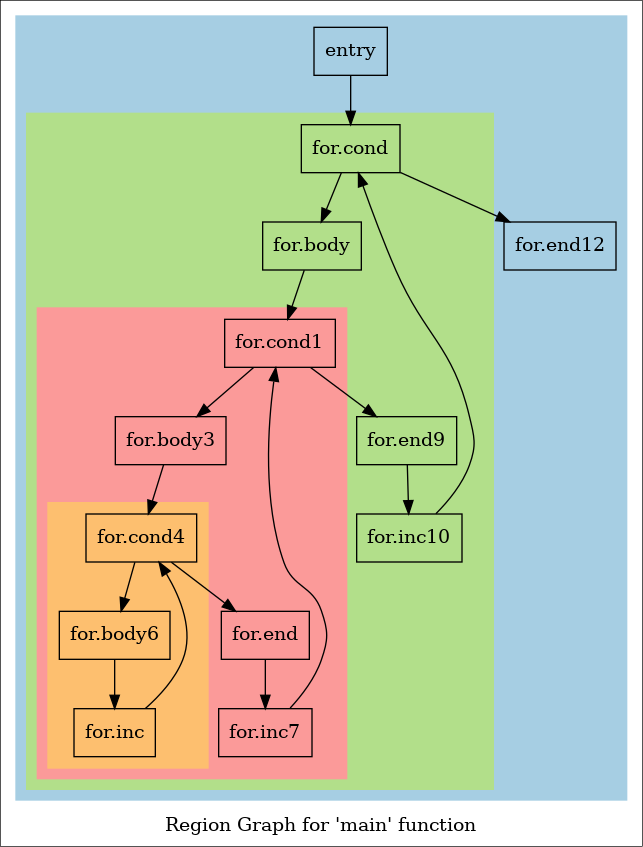 entry
for.cond
for.body
for.end12
for.cond1
for.body3
for.end9
for.cond4
for.inc10
for.body6
for.end
for.inc
for.inc7
Region Graph for 'main' function